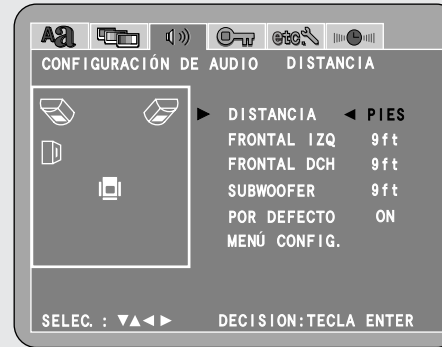 Aa etc.
CONFIGURACIÓN DE AUDIO DISTANCIA
▶ DISTANCIA ◀ PIES
FRONTAL IZQ 9ft
FRONTAL DCH 9ft
SUBWOOFER 9ft
POR DEFECTO ON
MENÚ CONFIG.
SELEC. : ▼▲◀▶ DECISION:TECLA ENTER